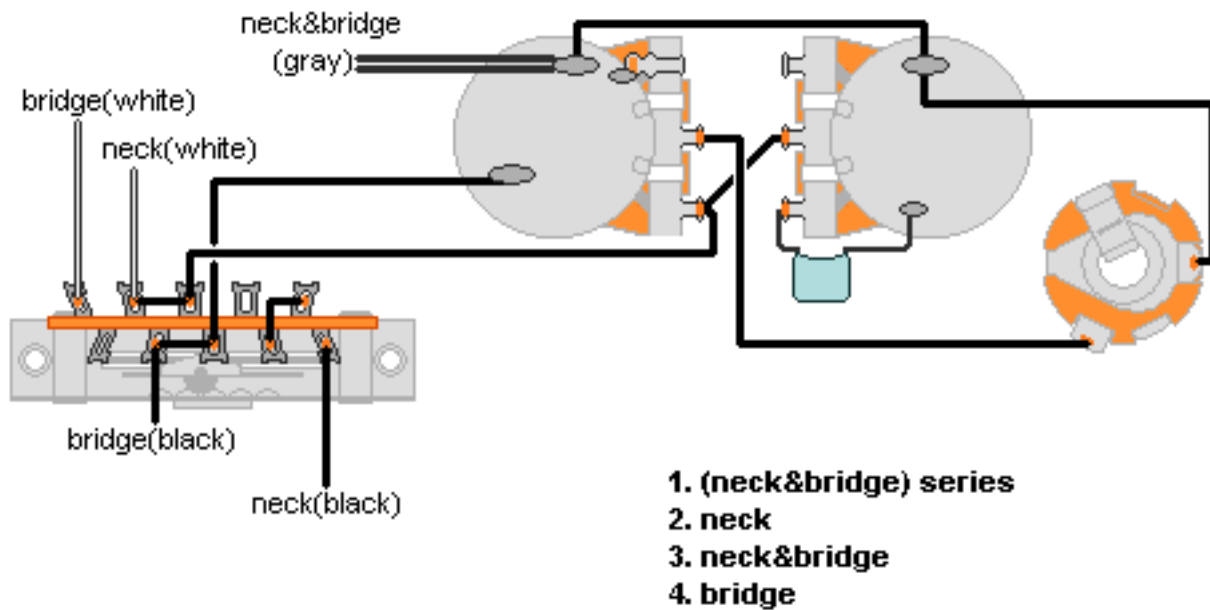 neck&bridge
(gray)
bridge(white)
neck(white)
bridge(black)
neck(black)
1. (neck&bridge) series
2. neck
3. neck&bridge
4. bridge